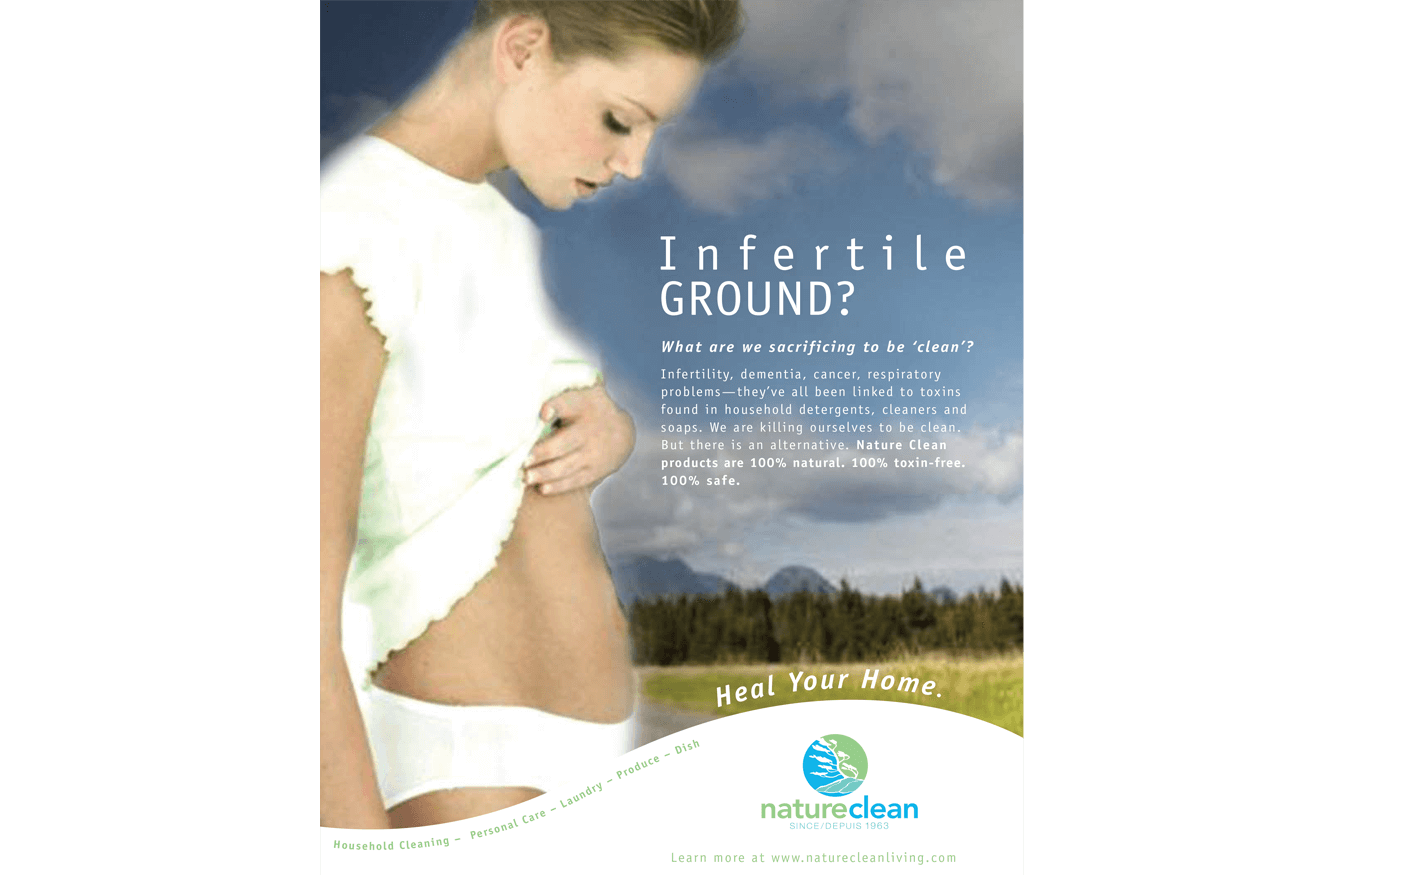 Infertile
GROUND?
What are we sacrificing to be ‘clean’?
Infertility, dementia, cancer, respiratory
problems—they’ve all been linked to toxins
found in household detergents, cleaners and
soaps. We are killing ourselves to be clean.
But there is an alternative. Nature Clean
products are 100% natural. 100% toxin-free.
100% safe.
Heal Your Home.
Household Cleaning – Personal Care – Laundry – Produce – Dish
natureclean
SINCE/DEPUIS 1963
Learn more at www.naturecleanliving.com